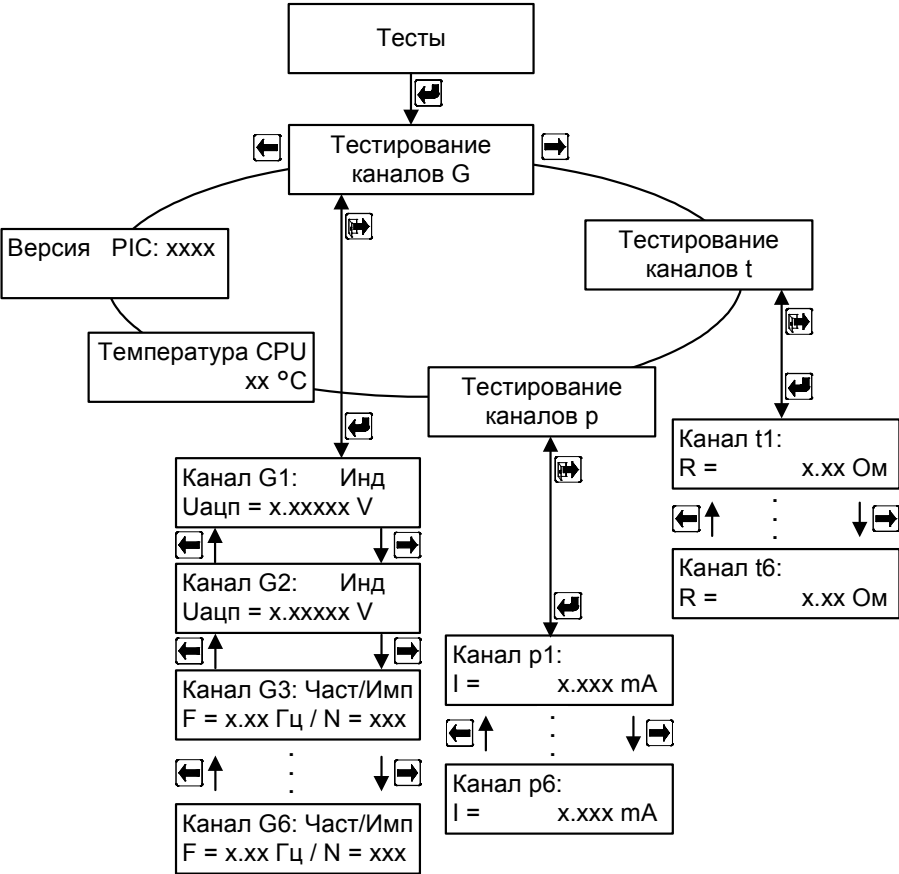 Тесты
Тестирование
каналов G
Версия PIC: xxxx
Тестирование
каналов t
Температура CPU
xx °C
Тестирование
каналов p
Канал t1:
R = x.xx Ом
Канал t6:
R = x.xx Ом
Канал G1: Инд
Uацп = x.xxxxx V
Канал G2: Инд
Uацп = x.xxxxx V
Канал G3: Част/Имп
F = x.xx Гц / N = xxx
Канал G6: Част/Имп
F = x.xx Гц / N = xxx
Канал p1:
I = x.xxx mA
Канал p6:
I = x.xxx mA